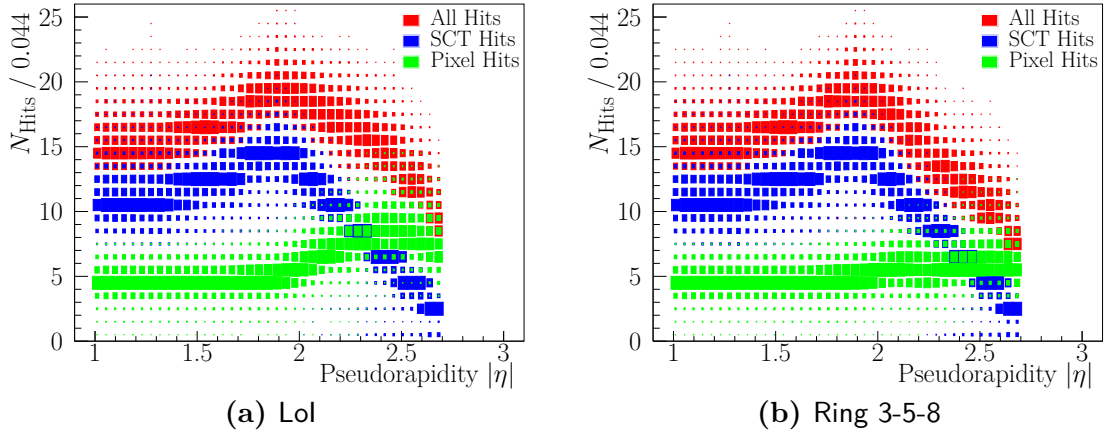 N_Hits / 0.044
25
20
15
10
5
0
1
1.5
2
2.5
3
Pseudorapidity |η|
All Hits
SCT Hits
Pixel Hits
(a) LoI
N_Hits / 0.044
25
20
15
10
5
0
1
1.5
2
2.5
3
Pseudorapidity |η|
All Hits
SCT Hits
Pixel Hits
(b) Ring 3-5-8